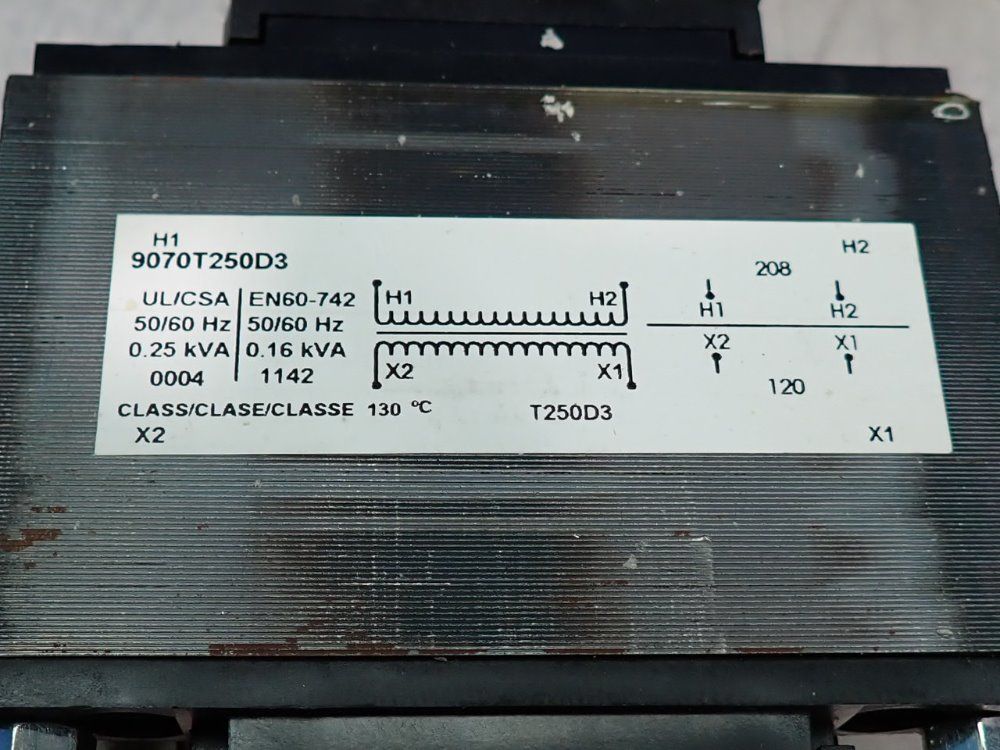 H1
H2
9070T250D3
208
UL/CSA EN60-742
H1 H2
H1 H2
50/60 Hz 50/60 Hz
0.25 kVA 0.16 kVA
X2 X1
X2 X1
0004 1142
120
CLASS/CLASE/CLASSE 130 °C
T250D3
X2
X1